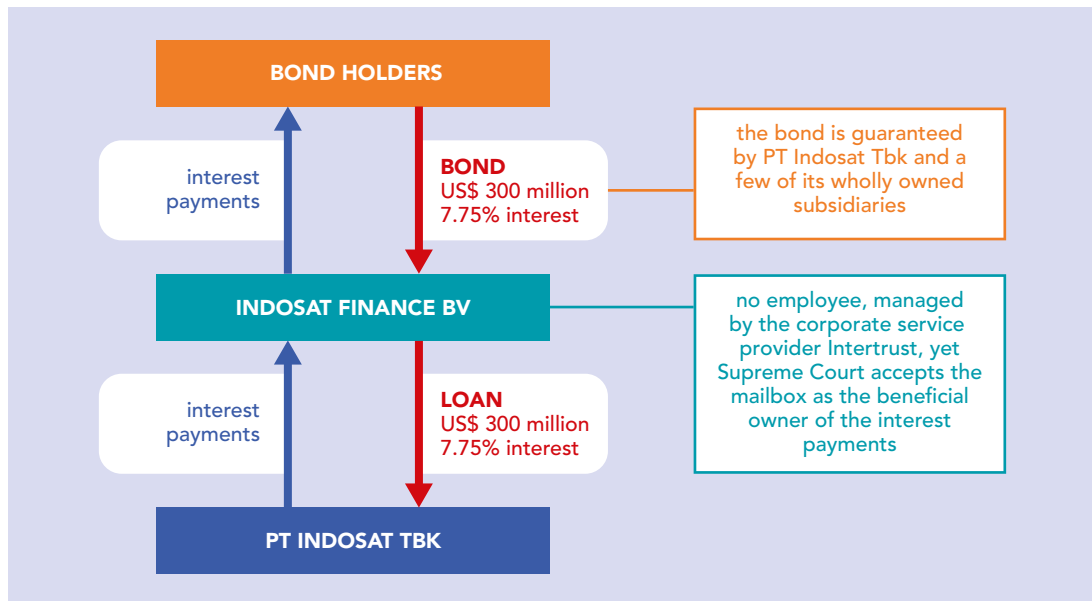 BOND HOLDERS
interest
payments
BOND
US$ 300 million
7.75% interest
the bond is guaranteed
by PT Indosat Tbk and a
few of its wholly owned
subsidiaries
INDOSAT FINANCE BV
no employee, managed
by the corporate service
provider Intertrust, yet
Supreme Court accepts the
mailbox as the beneficial
owner of the interest
payments
interest
payments
LOAN
US$ 300 million
7.75% interest
PT INDOSAT TBK